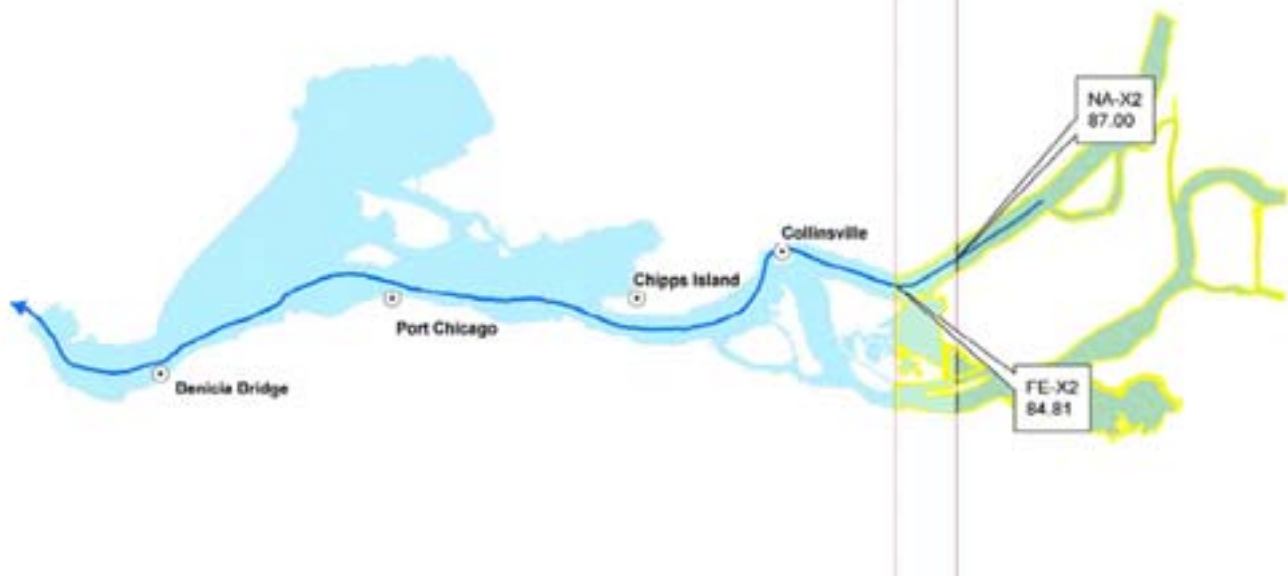 NA-X2
87.00
Collinsville
Chipps Island
Port Chicago
Benicia Bridge
FE-X2
84.81